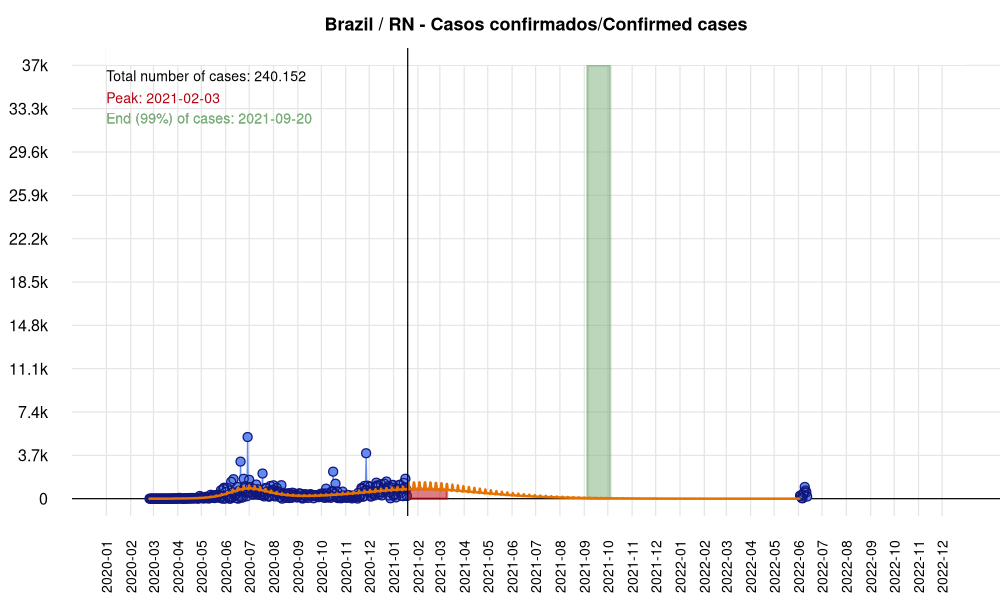 Brazil / RN - Casos confirmados/Confirmed cases
37k
Total number of cases: 240.152
Peak: 2021-02-03
33.3k
End (99%) of cases: 2021-09-20
29.6k
25.9k
22.2k
18.5k
14.8k
11.1k
7.4k
3.7k
0
2020-01
2020-02
2020-03
2020-04
2020-05
2020-06
2020-07
2020-08
2020-09
2020-10
2020-11
2020-12
2021-01
2021-02
2021-03
2021-04
2021-05
2021-06
2021-07
2021-08
2021-09
2021-10
2021-11
2021-12
2022-01
2022-02
2022-03
2022-04
2022-05
2022-06
2022-07
2022-08
2022-09
2022-10
2022-11
2022-12